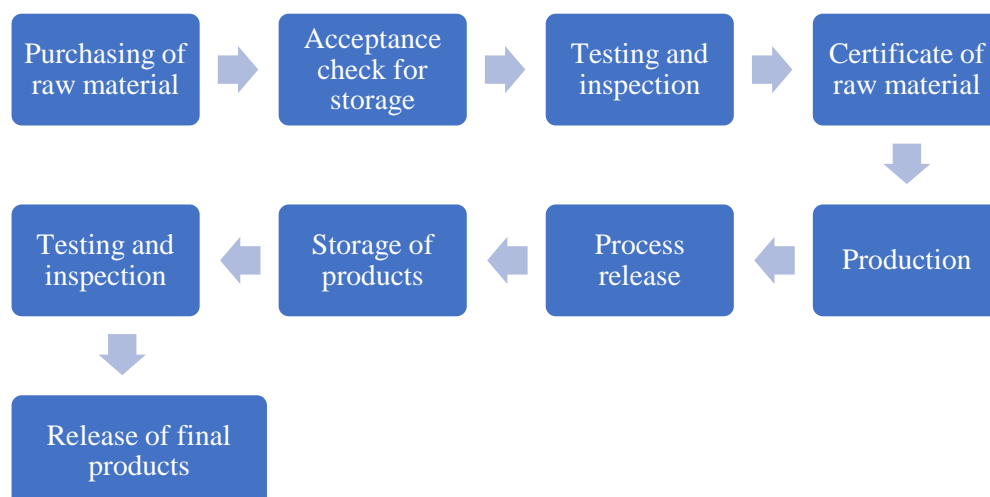 Purchasing of
raw material
Acceptance
check for
storage
Testing and
inspection
Certificate of
raw material
Production
Process
release
Storage of
products
Testing and
inspection
Release of final
products